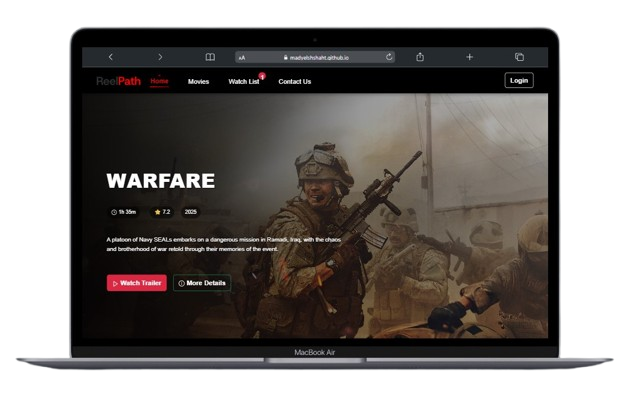 AA madyelshchaht.github.io
ReelPath Home Movies Watch List Contact Us Login
WARFARE
1h 35m 7.2 2025
A platoon of Navy SEALs embarks on a dangerous mission in Ramadi, Iraq, with the chaos
and brotherhood of war retold through their memories of the event.
Watch Trailer More Details
MacBook Air